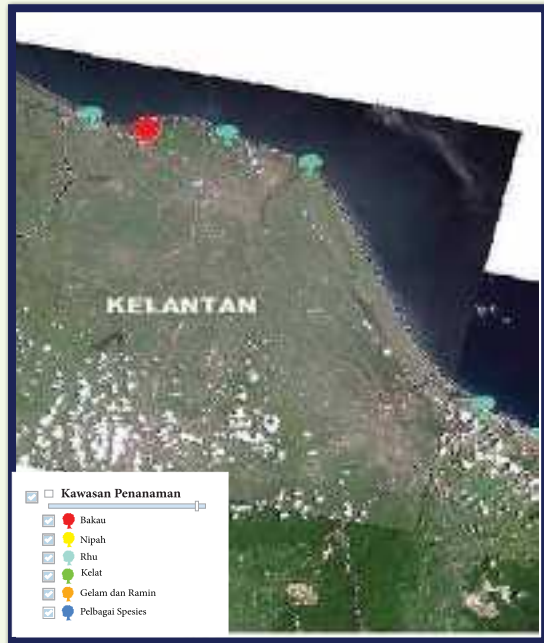 KELANTAN
Kawasan Penanaman
Bakau
Nipah
Rhu
Kelat
Gelam dan Ramin
Pelbagai Spesies